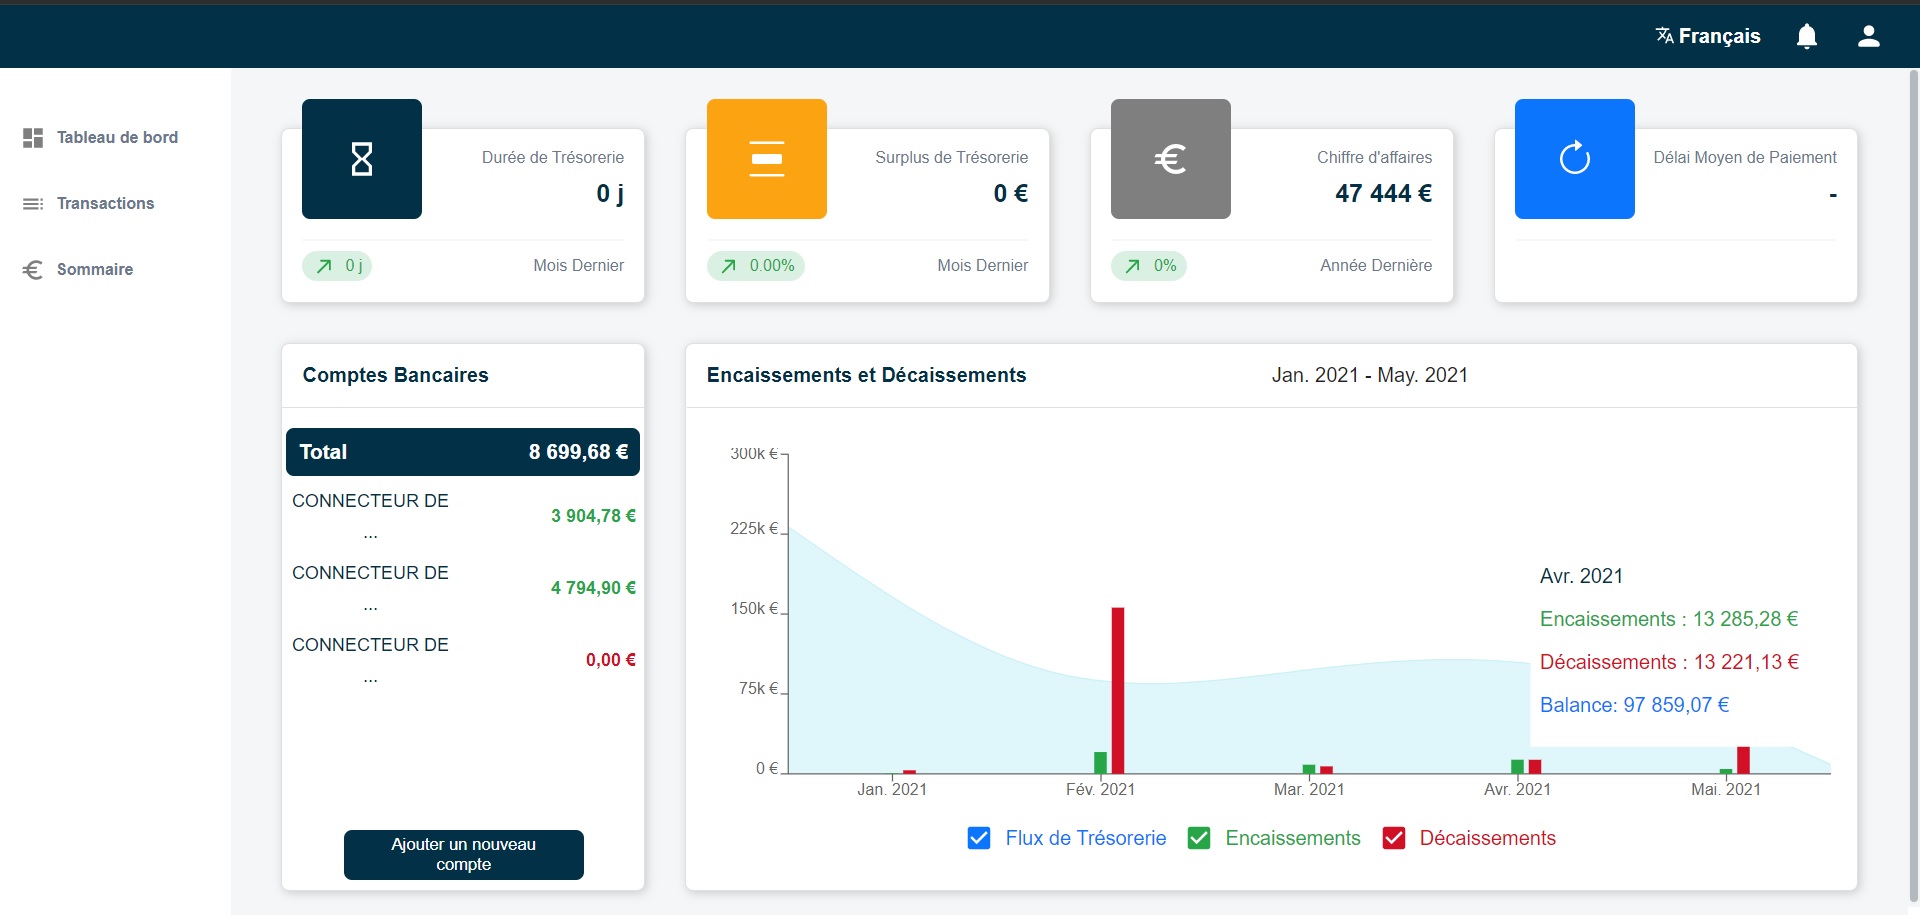 Français
Tableau de bord
Transactions
Sommaire
Durée de Trésorerie
0 j
0 j
Mois Dernier
Surplus de Trésorerie
0 €
0.00%
Mois Dernier
Chiffre d'affaires
47 444 €
0%
Année Dernière
Délai Moyen de Paiement
-
Comptes Bancaires
Total 8 699,68 €
CONNECTEUR DE
...
3 904,78 €
CONNECTEUR DE
...
4 794,90 €
CONNECTEUR DE
...
0,00 €
Ajouter un nouveau
compte
Encaissements et Décaissements
Jan. 2021 - May. 2021
300k €
225k €
150k €
75k €
0 €
Avr. 2021
Encaissements : 13 285,28 €
Décaissements : 13 221,13 €
Balance: 97 859,07 €
Jan. 2021
Fév. 2021
Mar. 2021
Avr. 2021
Mai. 2021
Flux de Trésorerie
Encaissements
Décaissements